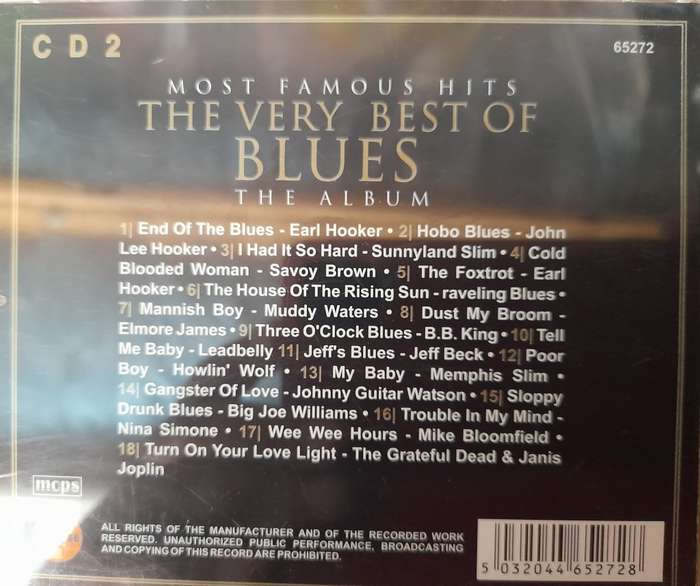 CD2
65272
MOST FAMOUS HITS
THE VERY BEST OF
BLUES
THE ALBUM
1| End Of The Blues - Earl Hooker • 2| Hobo Blues - John
Lee Hooker • 3| I Had It So Hard - Sunnyland Slim • 4| Cold
Blooded Woman - Savoy Brown • 5| The Foxtrot - Earl
Hooker • 6| The House Of The Rising Sun - raveling Blues •
7| Mannish Boy - Muddy Waters • 8| Dust My Broom -
Elmore James • 9| Three O'Clock Blues - B.B. King • 10| Tell
Me Baby - Leadbelly 11| Jeff's Blues - Jeff Beck • 12| Poor
Boy - Howlin' Wolf • 13| My Baby - Memphis Slim •
14| Gangster Of Love - Johnny Guitar Watson • 15| Sloppy
Drunk Blues - Big Joe Williams • 16| Trouble In My Mind -
Nina Simone • 17| Wee Wee Hours - Mike Bloomfield •
18| Turn On Your Love Light - The Grateful Dead & Janis
Joplin
mcps
ALL RIGHTS OF THE MANUFACTURER AND OF THE RECORDED WORK
RESERVED. UNAUTHORIZED PUBLIC PERFORMANCE, BROADCASTING
AND COPYING OF THIS RECORD ARE PROHIBITED.
5 032044 652728